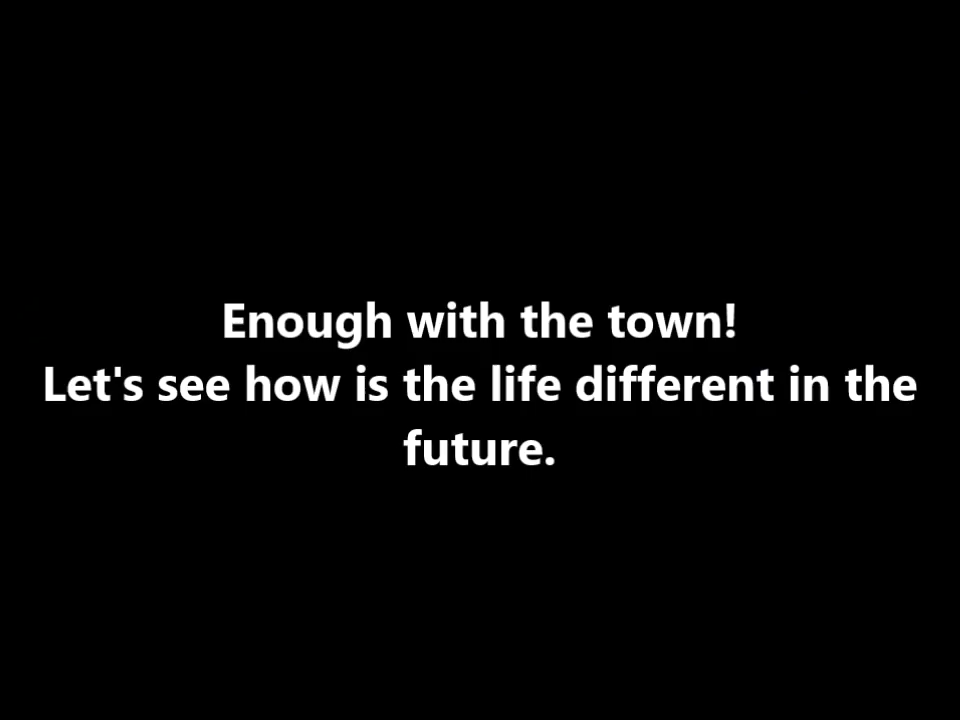 Enough with the town!
Let's see how is the life different in the
future.